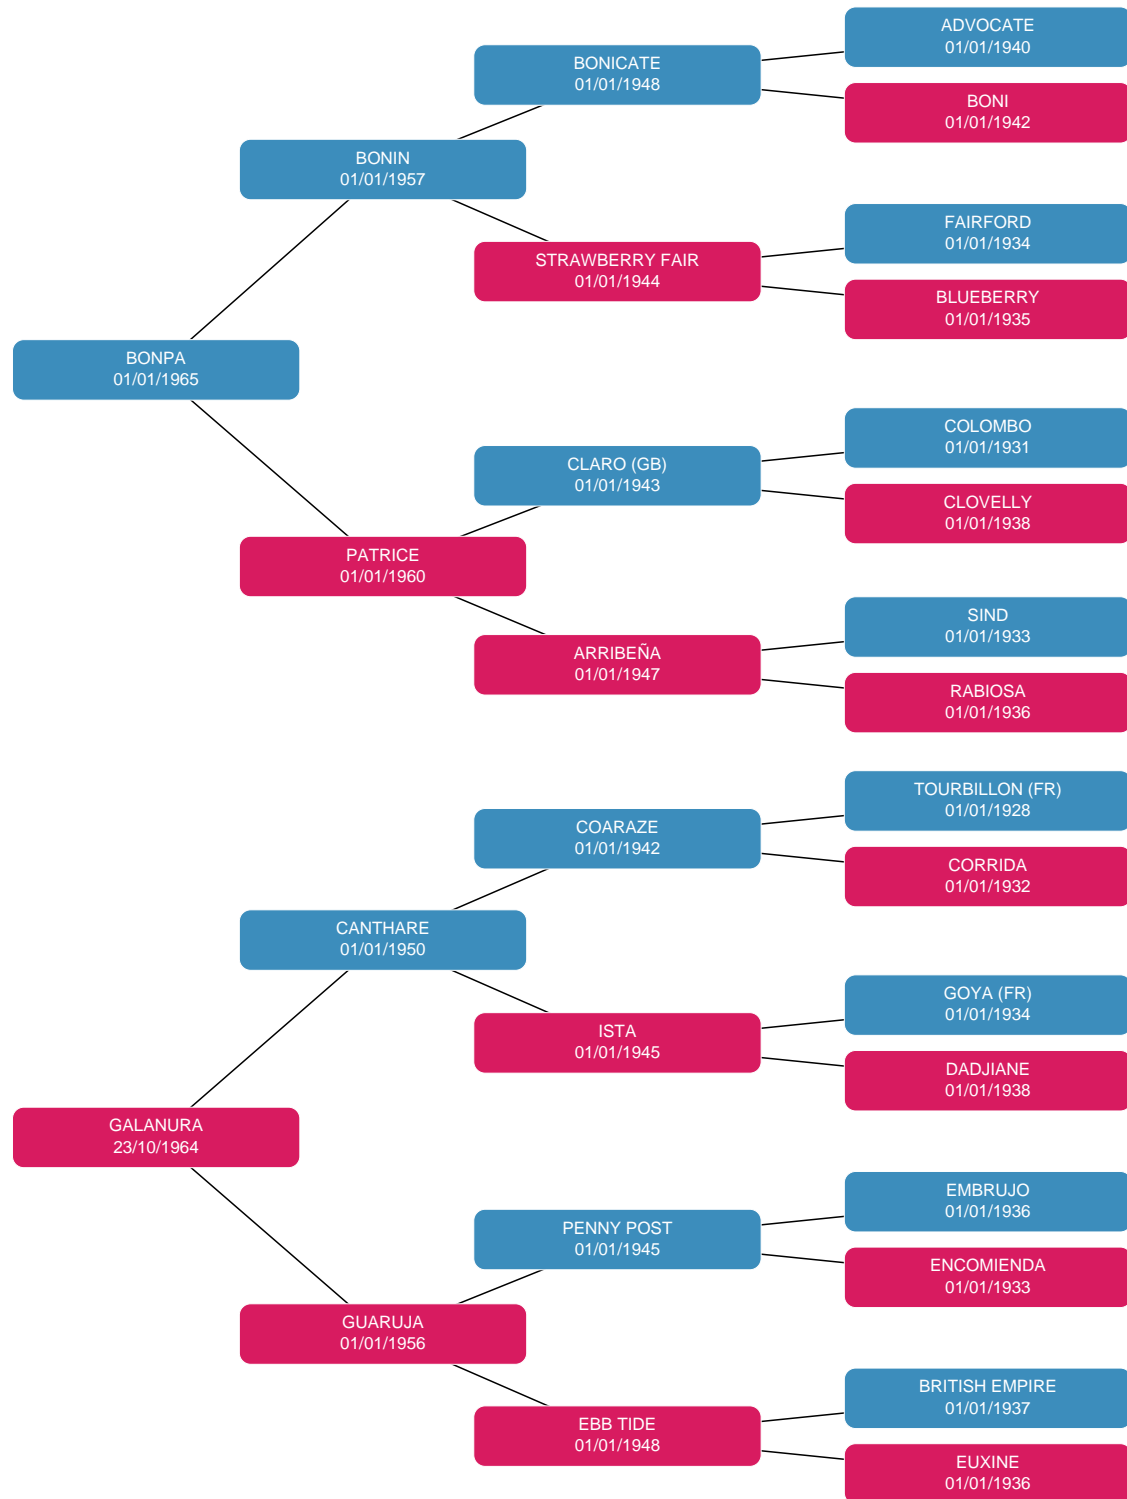 ADVOCATE
01/01/1940
BONICATE
01/01/1948
BONI
01/01/1942
BONIN
01/01/1957
FAIRFORD
01/01/1934
STRAWBERRY FAIR
01/01/1944
BLUEBERRY
01/01/1935
BONPA
01/01/1965
COLOMBO
01/01/1931
CLARO (GB)
01/01/1943
CLOVELLY
01/01/1938
PATRICE
01/01/1960
SIND
01/01/1933
ARRIBEÑA
01/01/1947
RABIOSA
01/01/1936
TOURBILLON (FR)
01/01/1928
COARAZE
01/01/1942
CORRIDA
01/01/1932
CANTHARE
01/01/1950
GOYA (FR)
01/01/1934
ISTA
01/01/1945
DADJIANE
01/01/1938
GALANURA
23/10/1964
EMBRUJO
01/01/1936
PENNY POST
01/01/1945
ENCOMIENDA
01/01/1933
GUARUJA
01/01/1956
BRITISH EMPIRE
01/01/1937
EBB TIDE
01/01/1948
EUXINE
01/01/1936